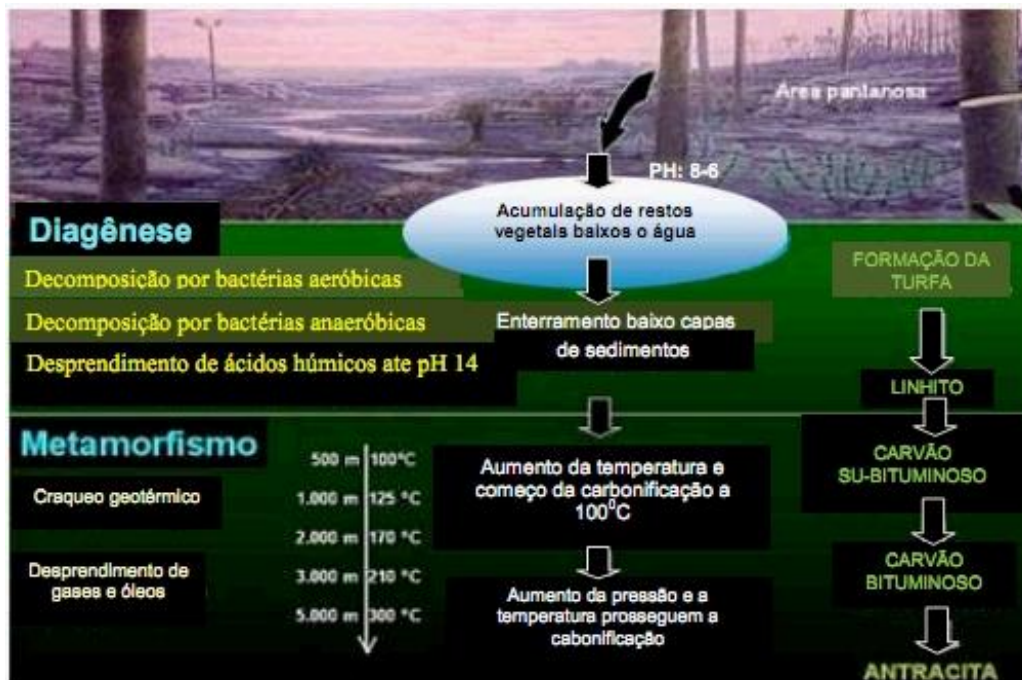 Area pantanosa
PH: 8-6
Acumulação de restos
vegetais baixos o água
Diagênese
Decomposição por bactérias aeróbicas
Decomposição por bactérias anaeróbicas
Desprendimento de ácidos húmicos ate pH 14
Enterramento baixo capas
de sedimentos
FORMAÇÃO DA
TURFA
LINHITO
Metamorfismo
Craqueo geotérmico
Desprendimento de
gases e óleos
500 m 100°C
1.000 m 125 °C
2.000 m 170 °C
3.000 m 210 °C
5.000 m 300 °C
Aumento da temperatura e
começo da carbonificação a
100⁰C
Aumento da pressão e a
temperatura prosseguem a
cabonificação
CARVÃO
SU-BITUMINOSO
CARVÃO
BITUMINOSO
ANTRACITA